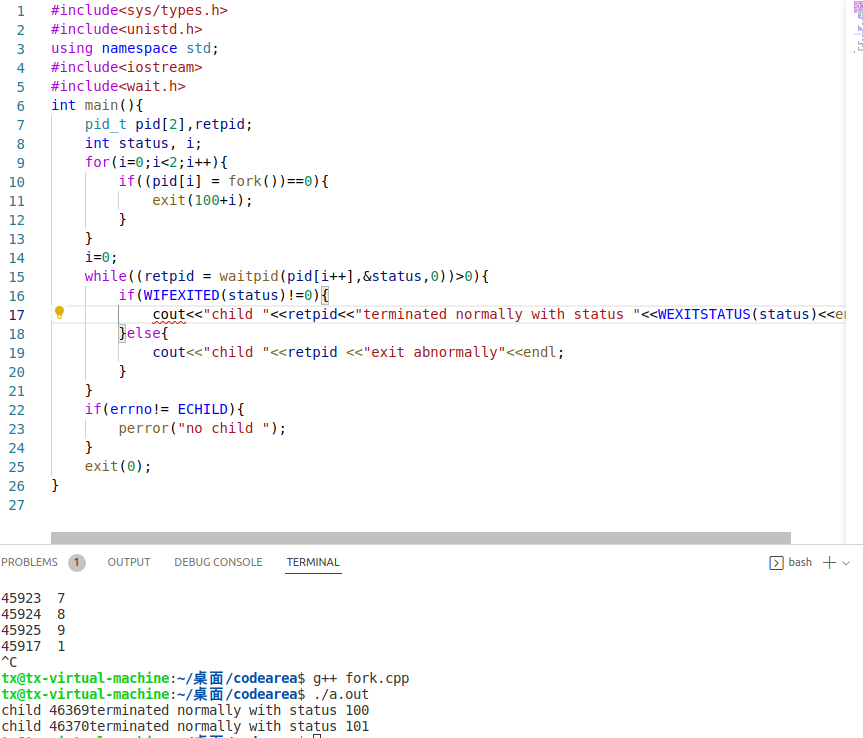 1 #include<sys/types.h>
2 #include<unistd.h>
3 using namespace std;
4 #include<iostream>
5 #include<wait.h>
6 int main(){
7     pid_t pid[2],retpid;
8     int status, i;
9     for(i=0;i<2;i++){
10         if((pid[i] = fork())==0){
11             exit(100+i);
12         }
13     }
14     i=0;
15     while((retpid = waitpid(pid[i++],&status,0))>0){
16         if(WIFEXITED(status)!=0){
17             cout<<"child "<<retpid<<"terminated normally with status "<<WEXITSTATUS(status)<<en
18         }else{
19             cout<<"child "<<retpid <<"exit abnormally"<<endl;
20         }
21     }
22     if(errno!= ECHILD){
23         perror("no child ");
24     }
25     exit(0);
26 }
27
PROBLEMS 1 OUTPUT DEBUG CONSOLE TERMINAL bash
45923  7
45924  8
45925  9
45917  1
^C
tx@tx-virtual-machine:~/桌面/codearea$ g++ fork.cpp
tx@tx-virtual-machine:~/桌面/codearea$ ./a.out
child 46369terminated normally with status 100
child 46370terminated normally with status 101